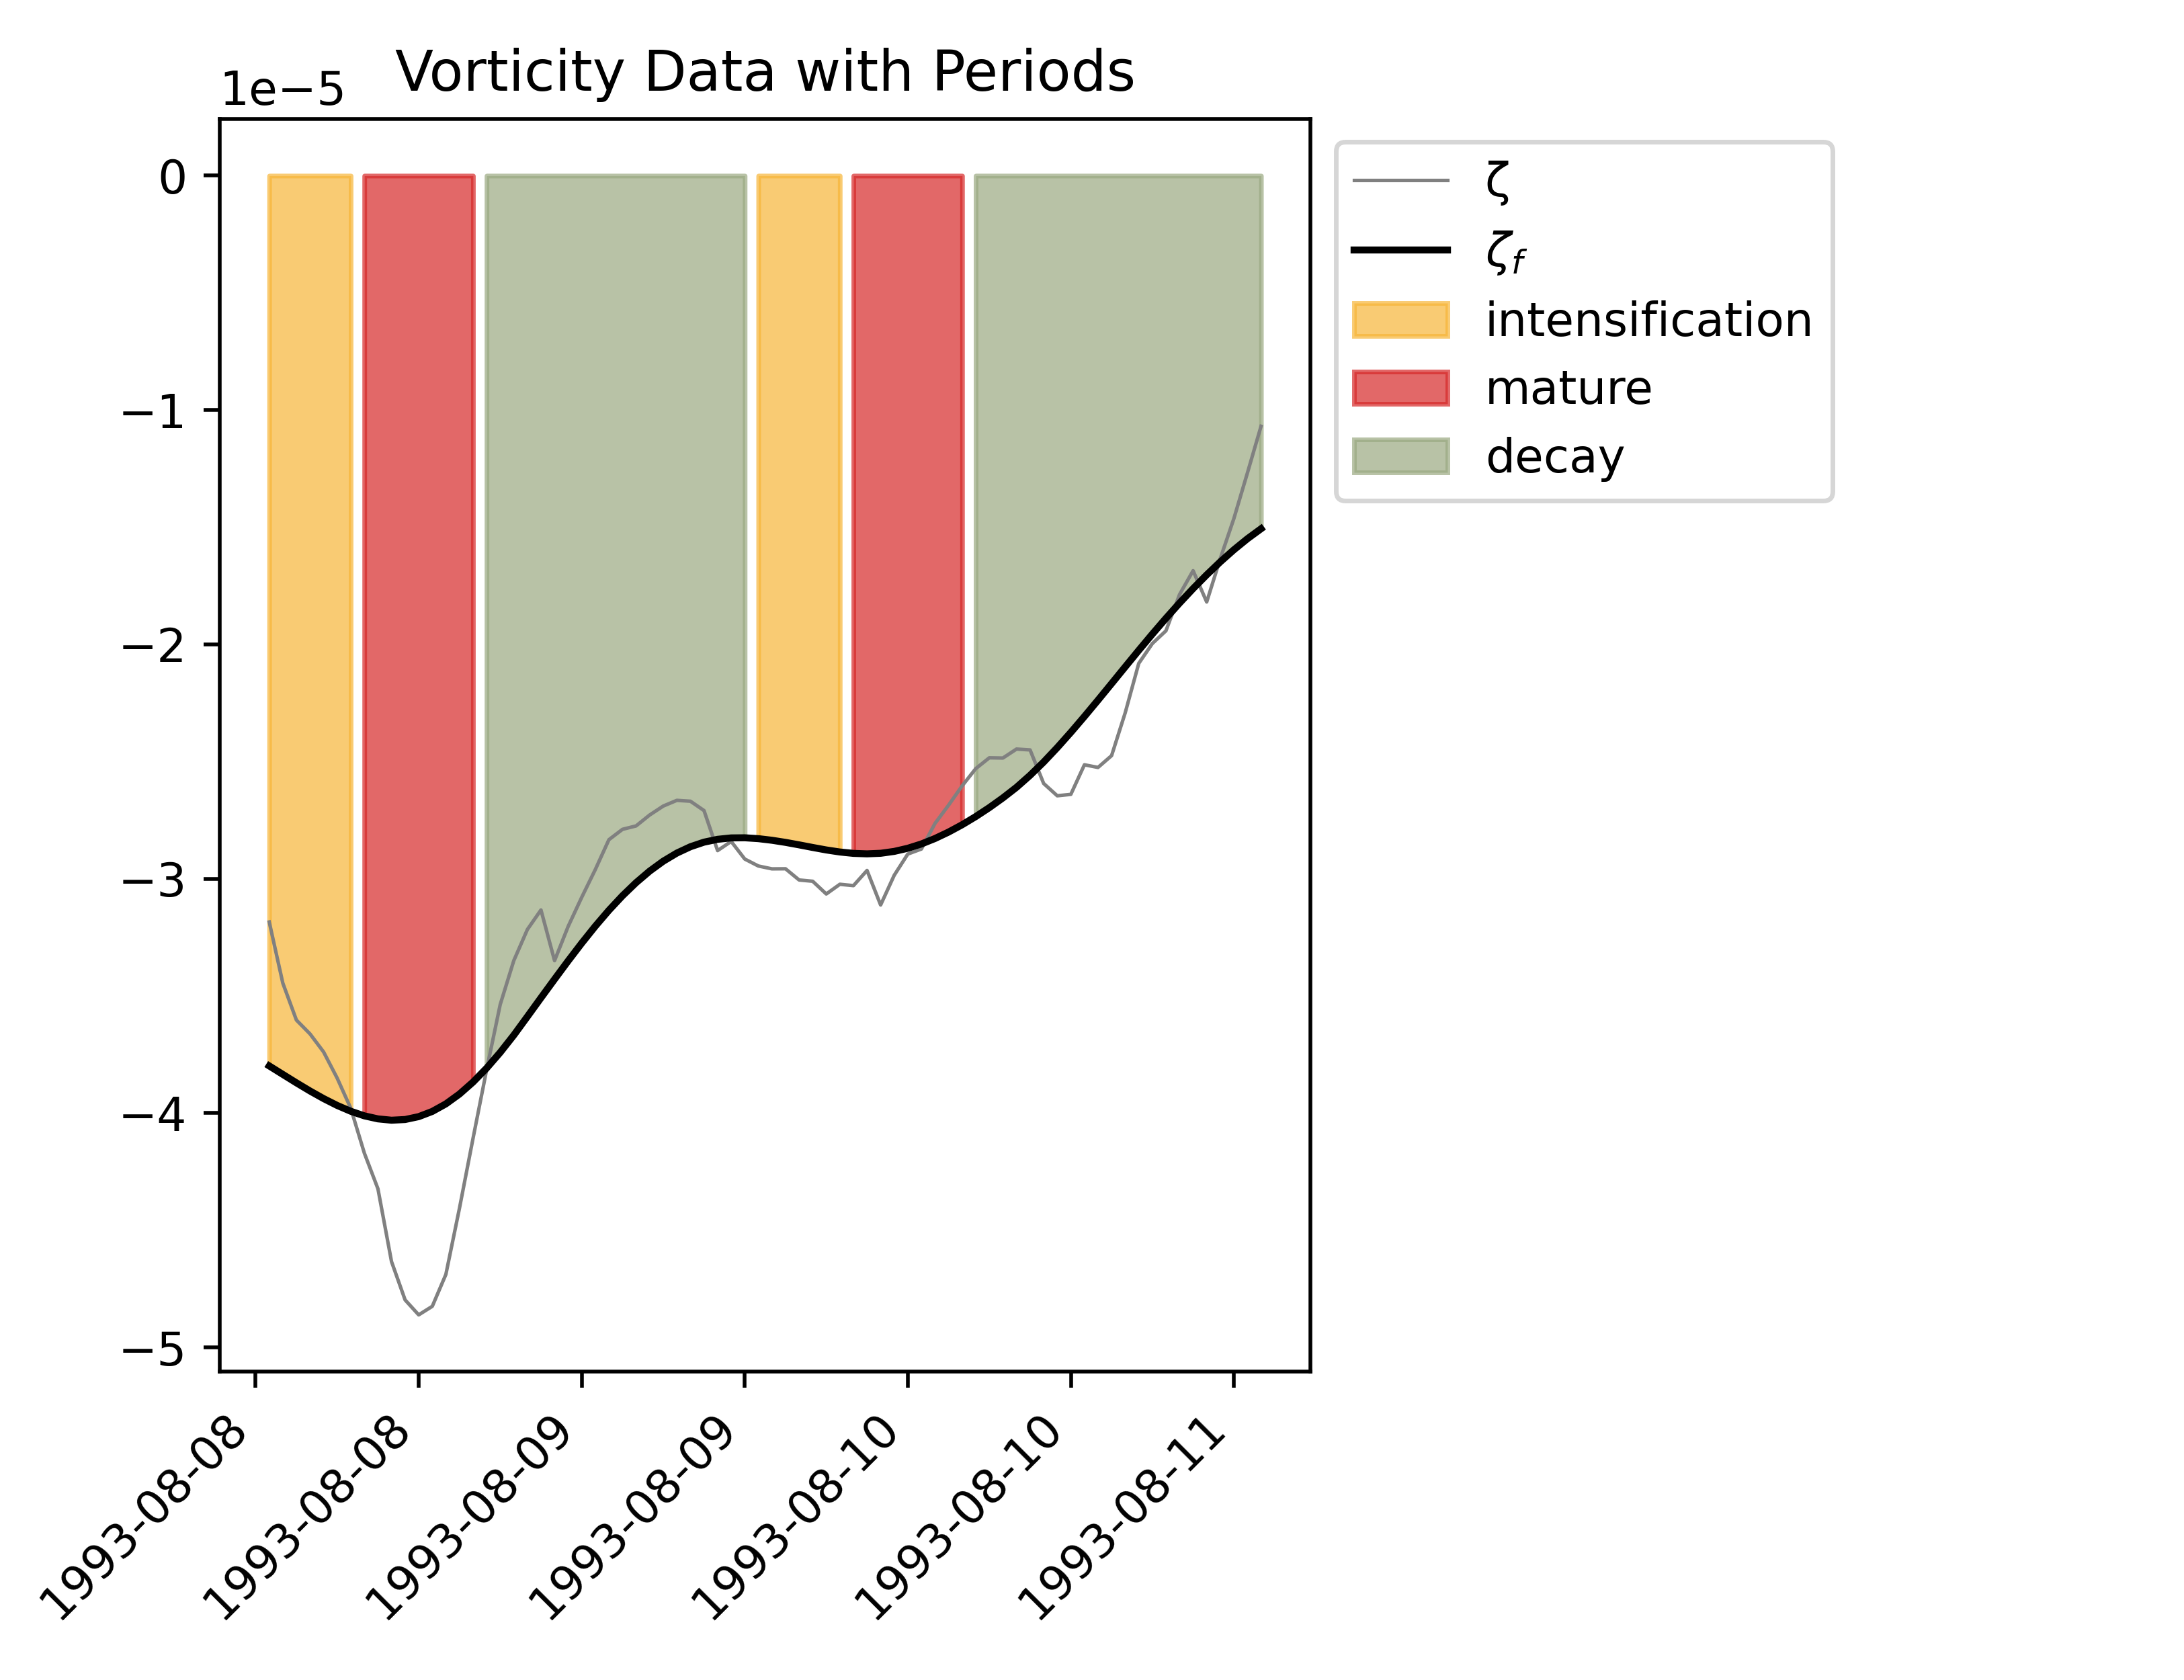 Vorticity Data with Periods
1e−5
0
−1
−2
−3
−4
−5
1993-08-08
1993-08-08
1993-08-09
1993-08-09
1993-08-10
1993-08-10
1993-08-11
ζ
ζf
intensification
mature
decay